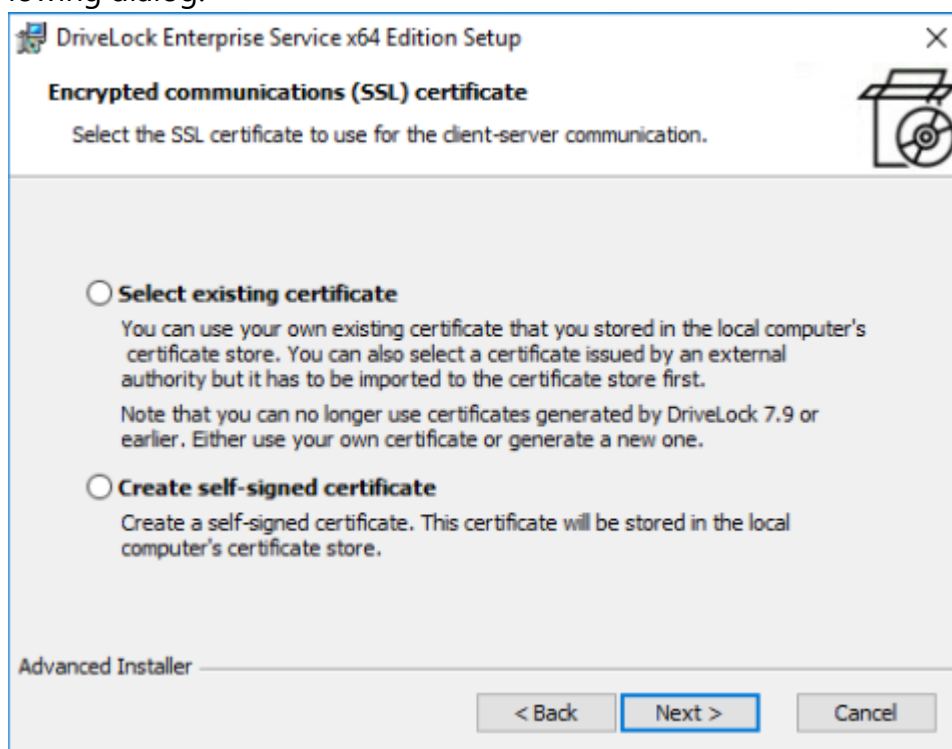 lowing dialog.
DriveLock Enterprise Service x64 Edition Setup
Encrypted communications (SSL) certificate
Select the SSL certificate to use for the client-server communication.
Select existing certificate
You can use your own existing certificate that you stored in the local computer's
certificate store. You can also select a certificate issued by an external
authority but it has to be imported to the certificate store first.
Note that you can no longer use certificates generated by DriveLock 7.9 or
earlier. Either use your own certificate or generate a new one.
Create self-signed certificate
Create a self-signed certificate. This certificate will be stored in the local
computer's certificate store.
Advanced Installer
< Back Next > Cancel